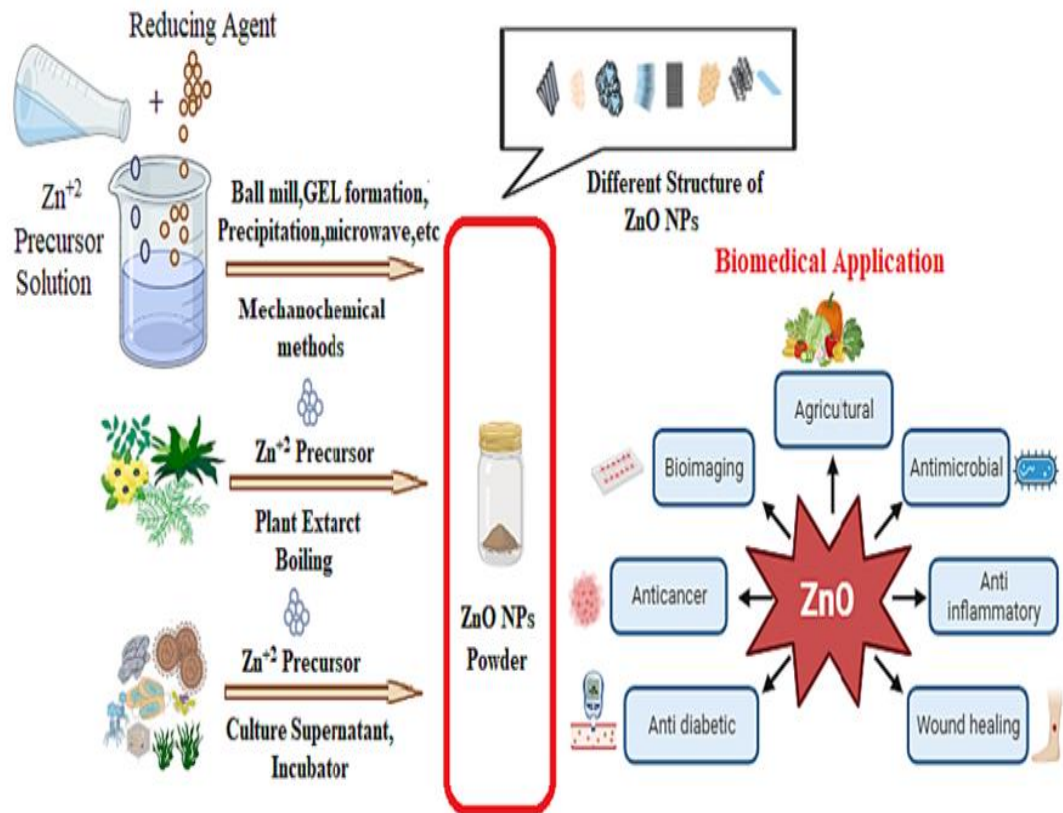 Reducing Agent
+
Zn+2
Precursor
Solution
Ball mill,GEL formation,
Precipitation,microwave,etc
Mechanochemical
methods
Zn+2 Precursor
Plant Extarct
Boiling
Zn+2 Precursor
Culture Supernatant,
Incubator
ZnO NPs
Powder
Different Structure of
ZnO NPs
Biomedical Application
Agricultural
Bioimaging
Antimicrobial
Anticancer
ZnO
Anti
inflammatory
Anti diabetic
Wound healing